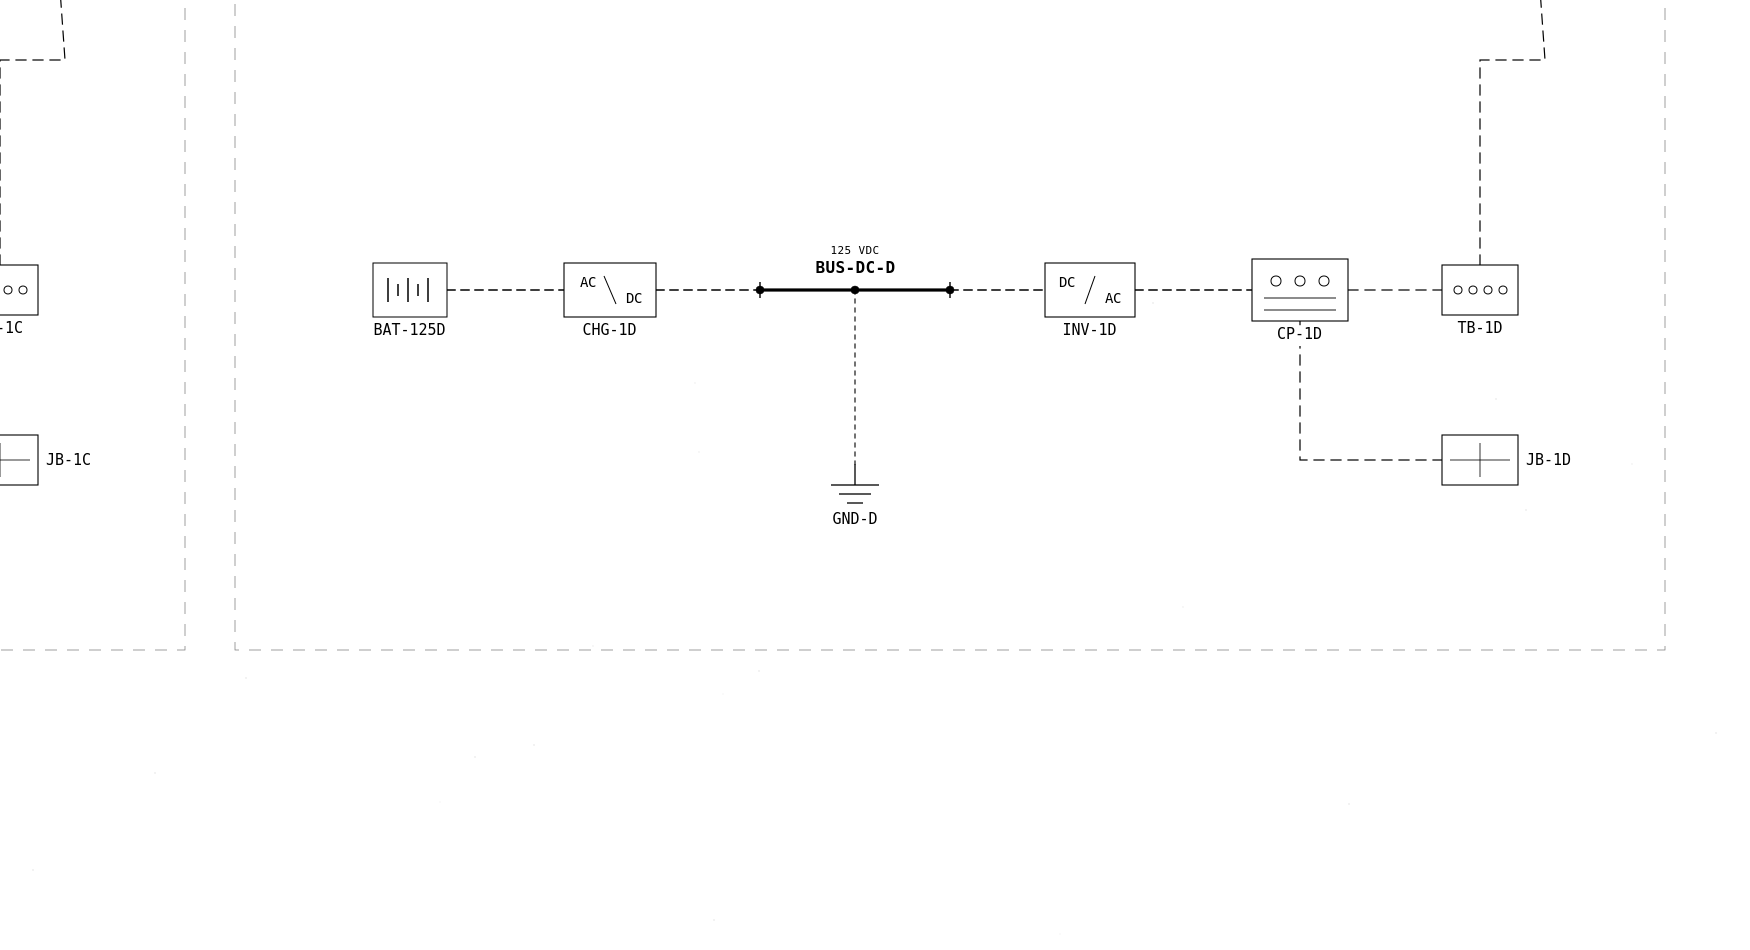 125 VDC
BUS-DC-D
AC
DC
DC
AC
-1C
BAT-125D
CHG-1D
INV-1D
CP-1D
TB-1D
JB-1C
JB-1D
GND-D